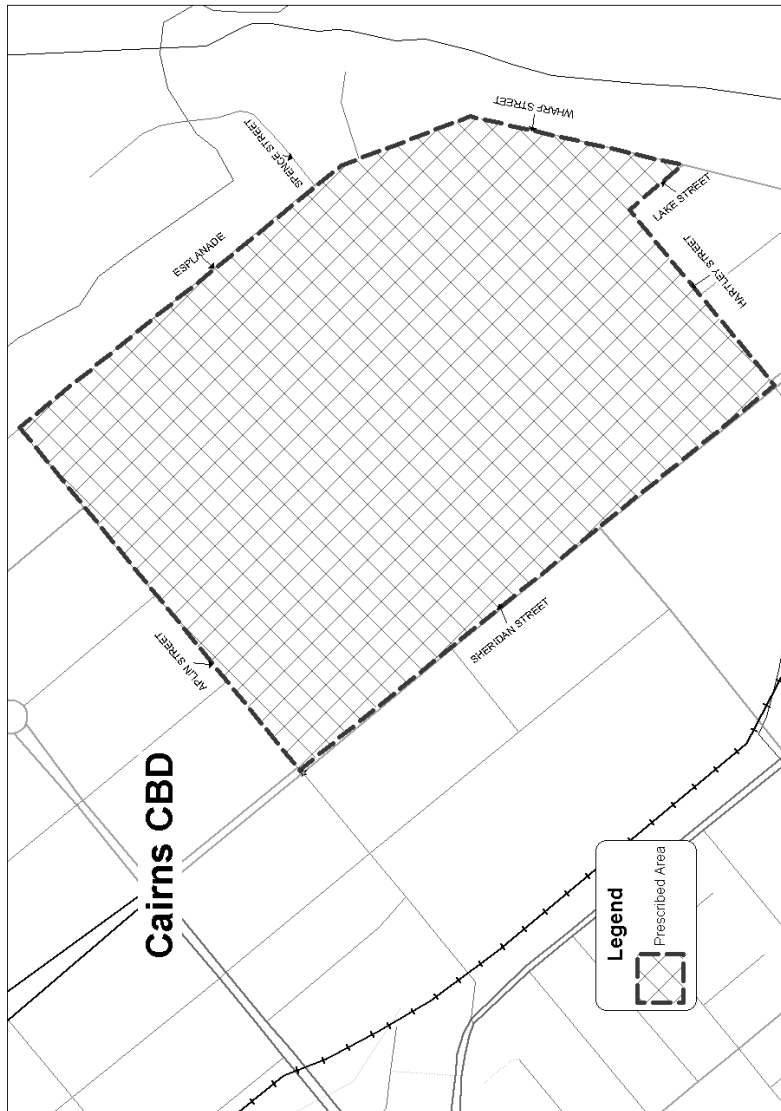 Cairns CBD
APLIN STREET
ESPLANADE
SPENCE STREET
WHARF STREET
LAKE STREET
HARTLEY STREET
SHERIDAN STREET
Legend
Prescribed Area